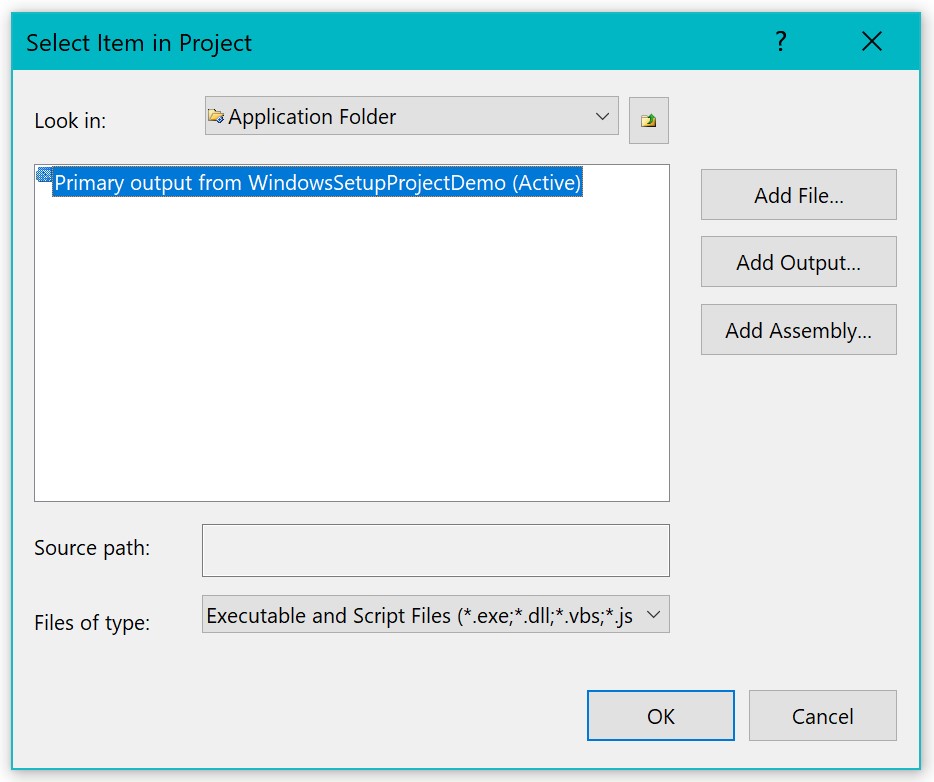 Select Item in Project
?
Look in:
Application Folder
Primary output from WindowsSetupProjectDemo (Active)
Add File...
Add Output...
Add Assembly...
Source path:
Files of type:
Executable and Script Files (*.exe;*.dll;*.vbs;*.js
OK
Cancel